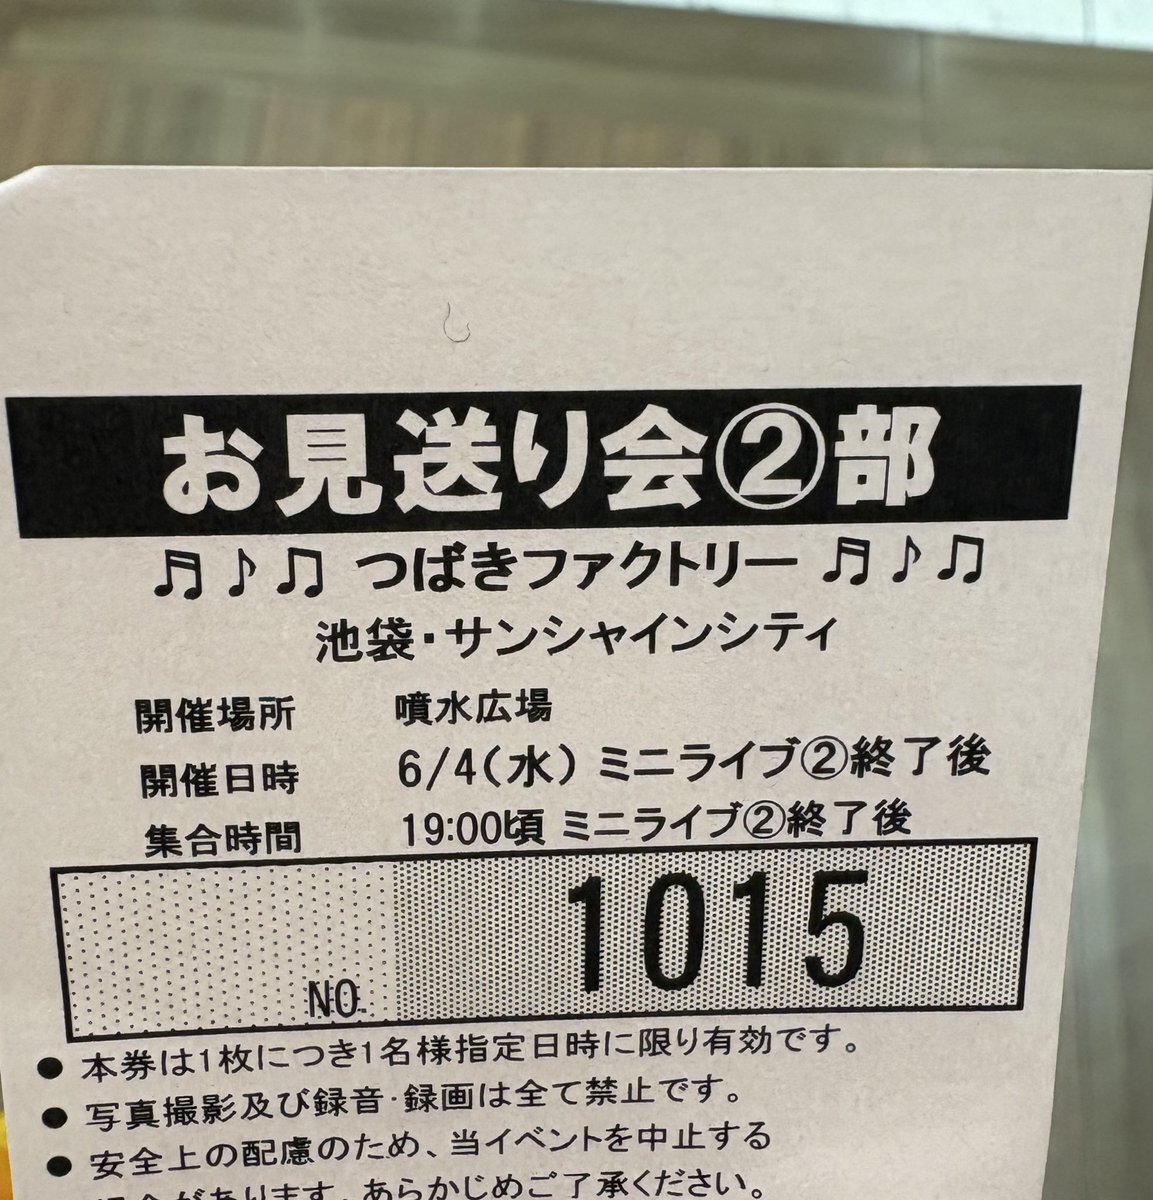 お見送り会②部
♬♪♫ つばきファクトリー ♬♪♫
池袋・サンシャインシティ
開催場所 噴水広場
開催日時 6/4(水) ミニライブ②終了後
集合時間 19:00頃 ミニライブ②終了後
NO. 1015
● 本券は1枚につき1名様指定日時に限り有効です。
● 写真撮影及び録音・録画は全て禁止です。
● 安全上の配慮のため、当イベントを中止する
場合があります。あらかじめご了承ください。